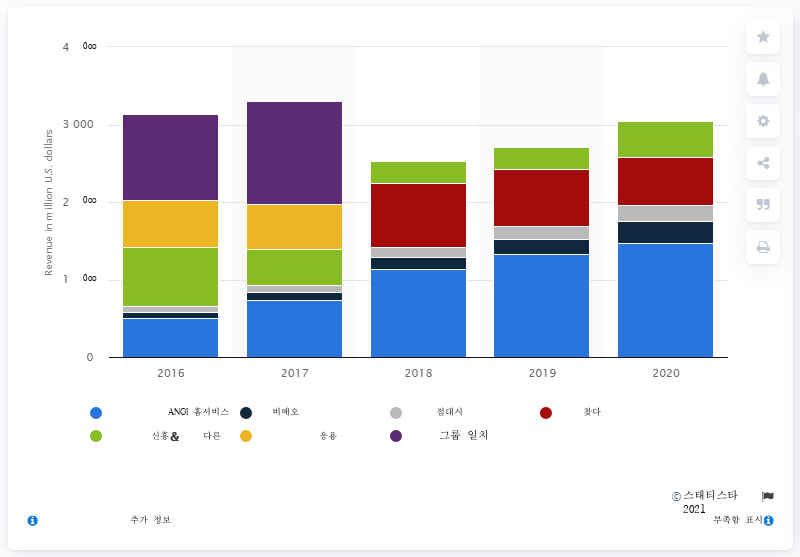 4 000
3 000
2 000
1 000
0
Revenue in million U.S. dollars
2016 2017 2018 2019 2020
ANGI 홈서비스 비메오 점대시 찾다
신흥& 다른 응용 그룹 일치
© 스태티스타
2021
추가 정보 부족함 표시